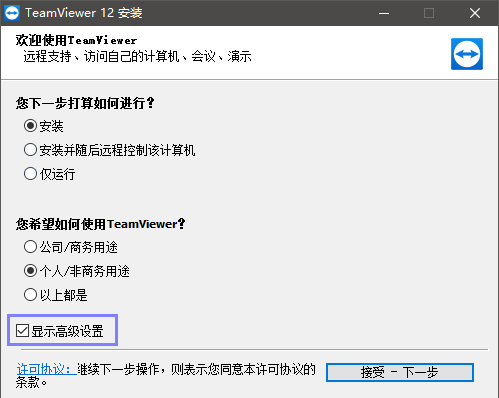 TeamViewer 12 安装
欢迎使用TeamViewer
远程支持、访问自己的计算机、会议、演示
您下一步打算如何进行？
安装
安装并随后远程控制该计算机
仅运行
您希望如何使用TeamViewer？
公司/商务用途
个人/非商务用途
以上都是
显示高级设置
许可协议：继续下一步操作，则表示您同意本许可协议的
条款。
接受 - 下一步